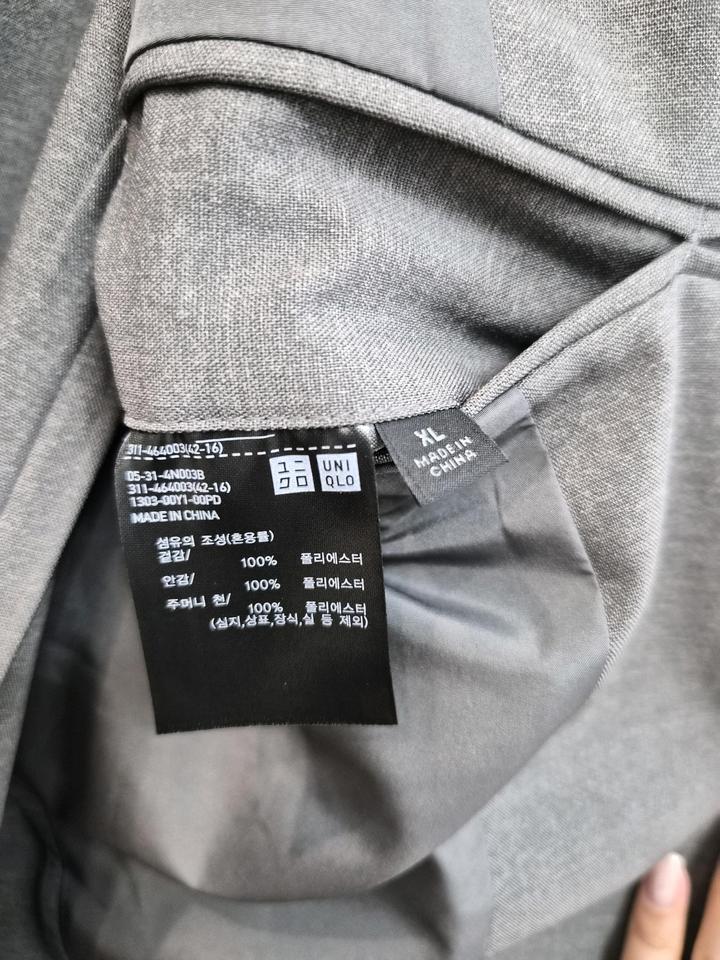 311-464003(42-16)
05-31-4N003B
311-464003(42-16)
1303-00Y1-00PD
MADE IN CHINA
ユニ
クロ
UNI
QLO
섬유의 조성(혼용률)
겉감/ 100% 폴리에스터
안감/ 100% 폴리에스터
주머니 천/ 100% 폴리에스터
(심지,상표,장식,실 등 제외)
XL
MADE IN
CHINA